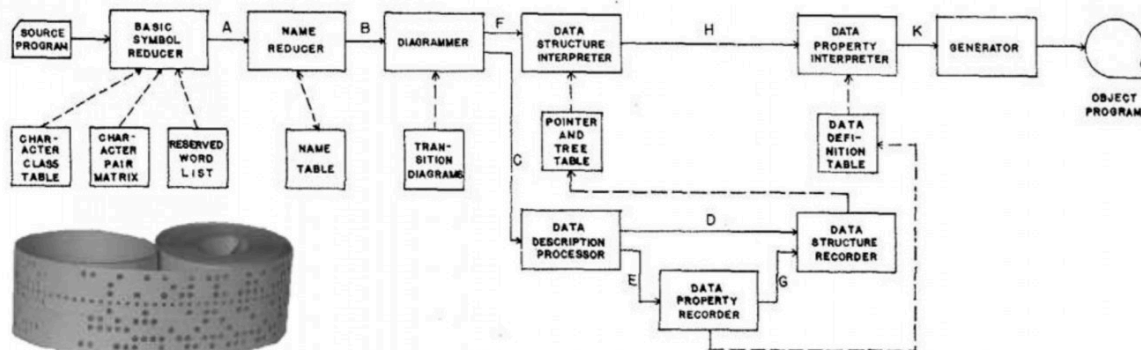 SOURCE
PROGRAM
BASIC
SYMBOL
REDUCER
A
NAME
REDUCER
B
DIAGRAMMER
F
DATA
STRUCTURE
INTERPRETER
H
DATA
PROPERTY
INTERPRETER
K
GENERATOR
OBJECT
PROGRAM
CHAR-
ACTER
CLASS
TABLE
CHAR-
ACTER
PAIR
MATRIX
RESERVED
WORD
LIST
NAME
TABLE
TRAN-
SITION
DIAGRAMS
C
POINTER
AND
TREE
TABLE
DATA
DEFI-
NITION
TABLE
DATA
DESCRIPTION
PROCESSOR
D
DATA
STRUCTURE
RECORDER
E
DATA
PROPERTY
RECORDER
G